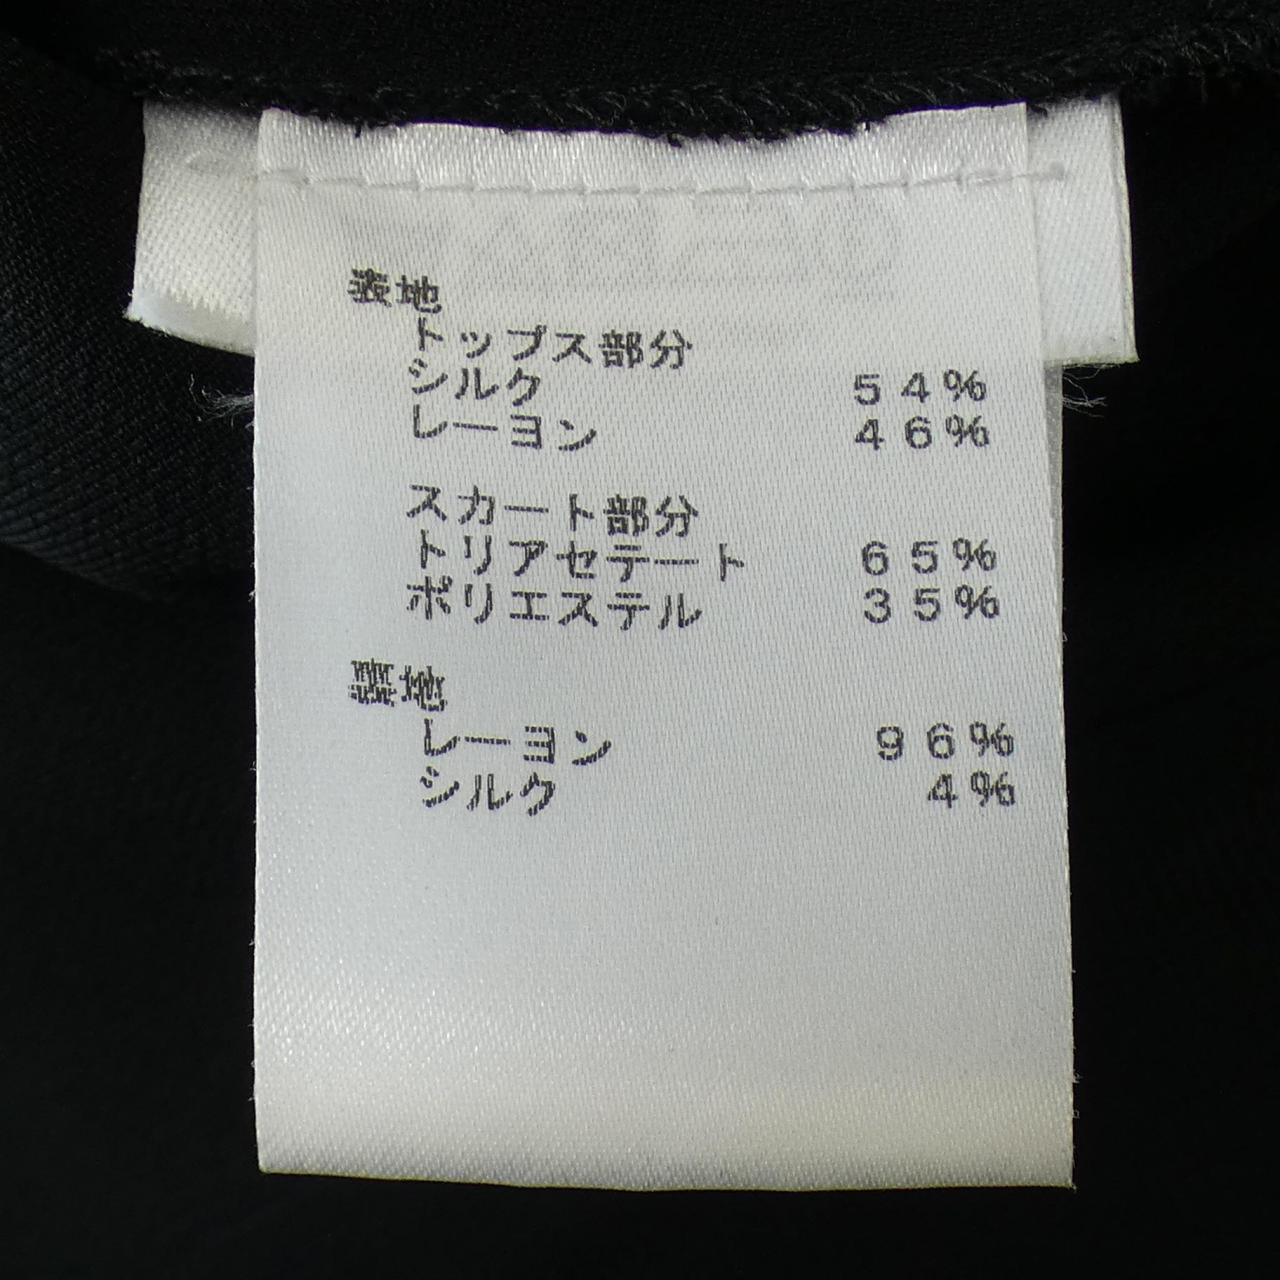 表地
トップス部分
シルク 54%
レーヨン 46%
スカート部分
トリアセテート 65%
ポリエステル 35%
裏地
レーヨン 96%
シルク 4%